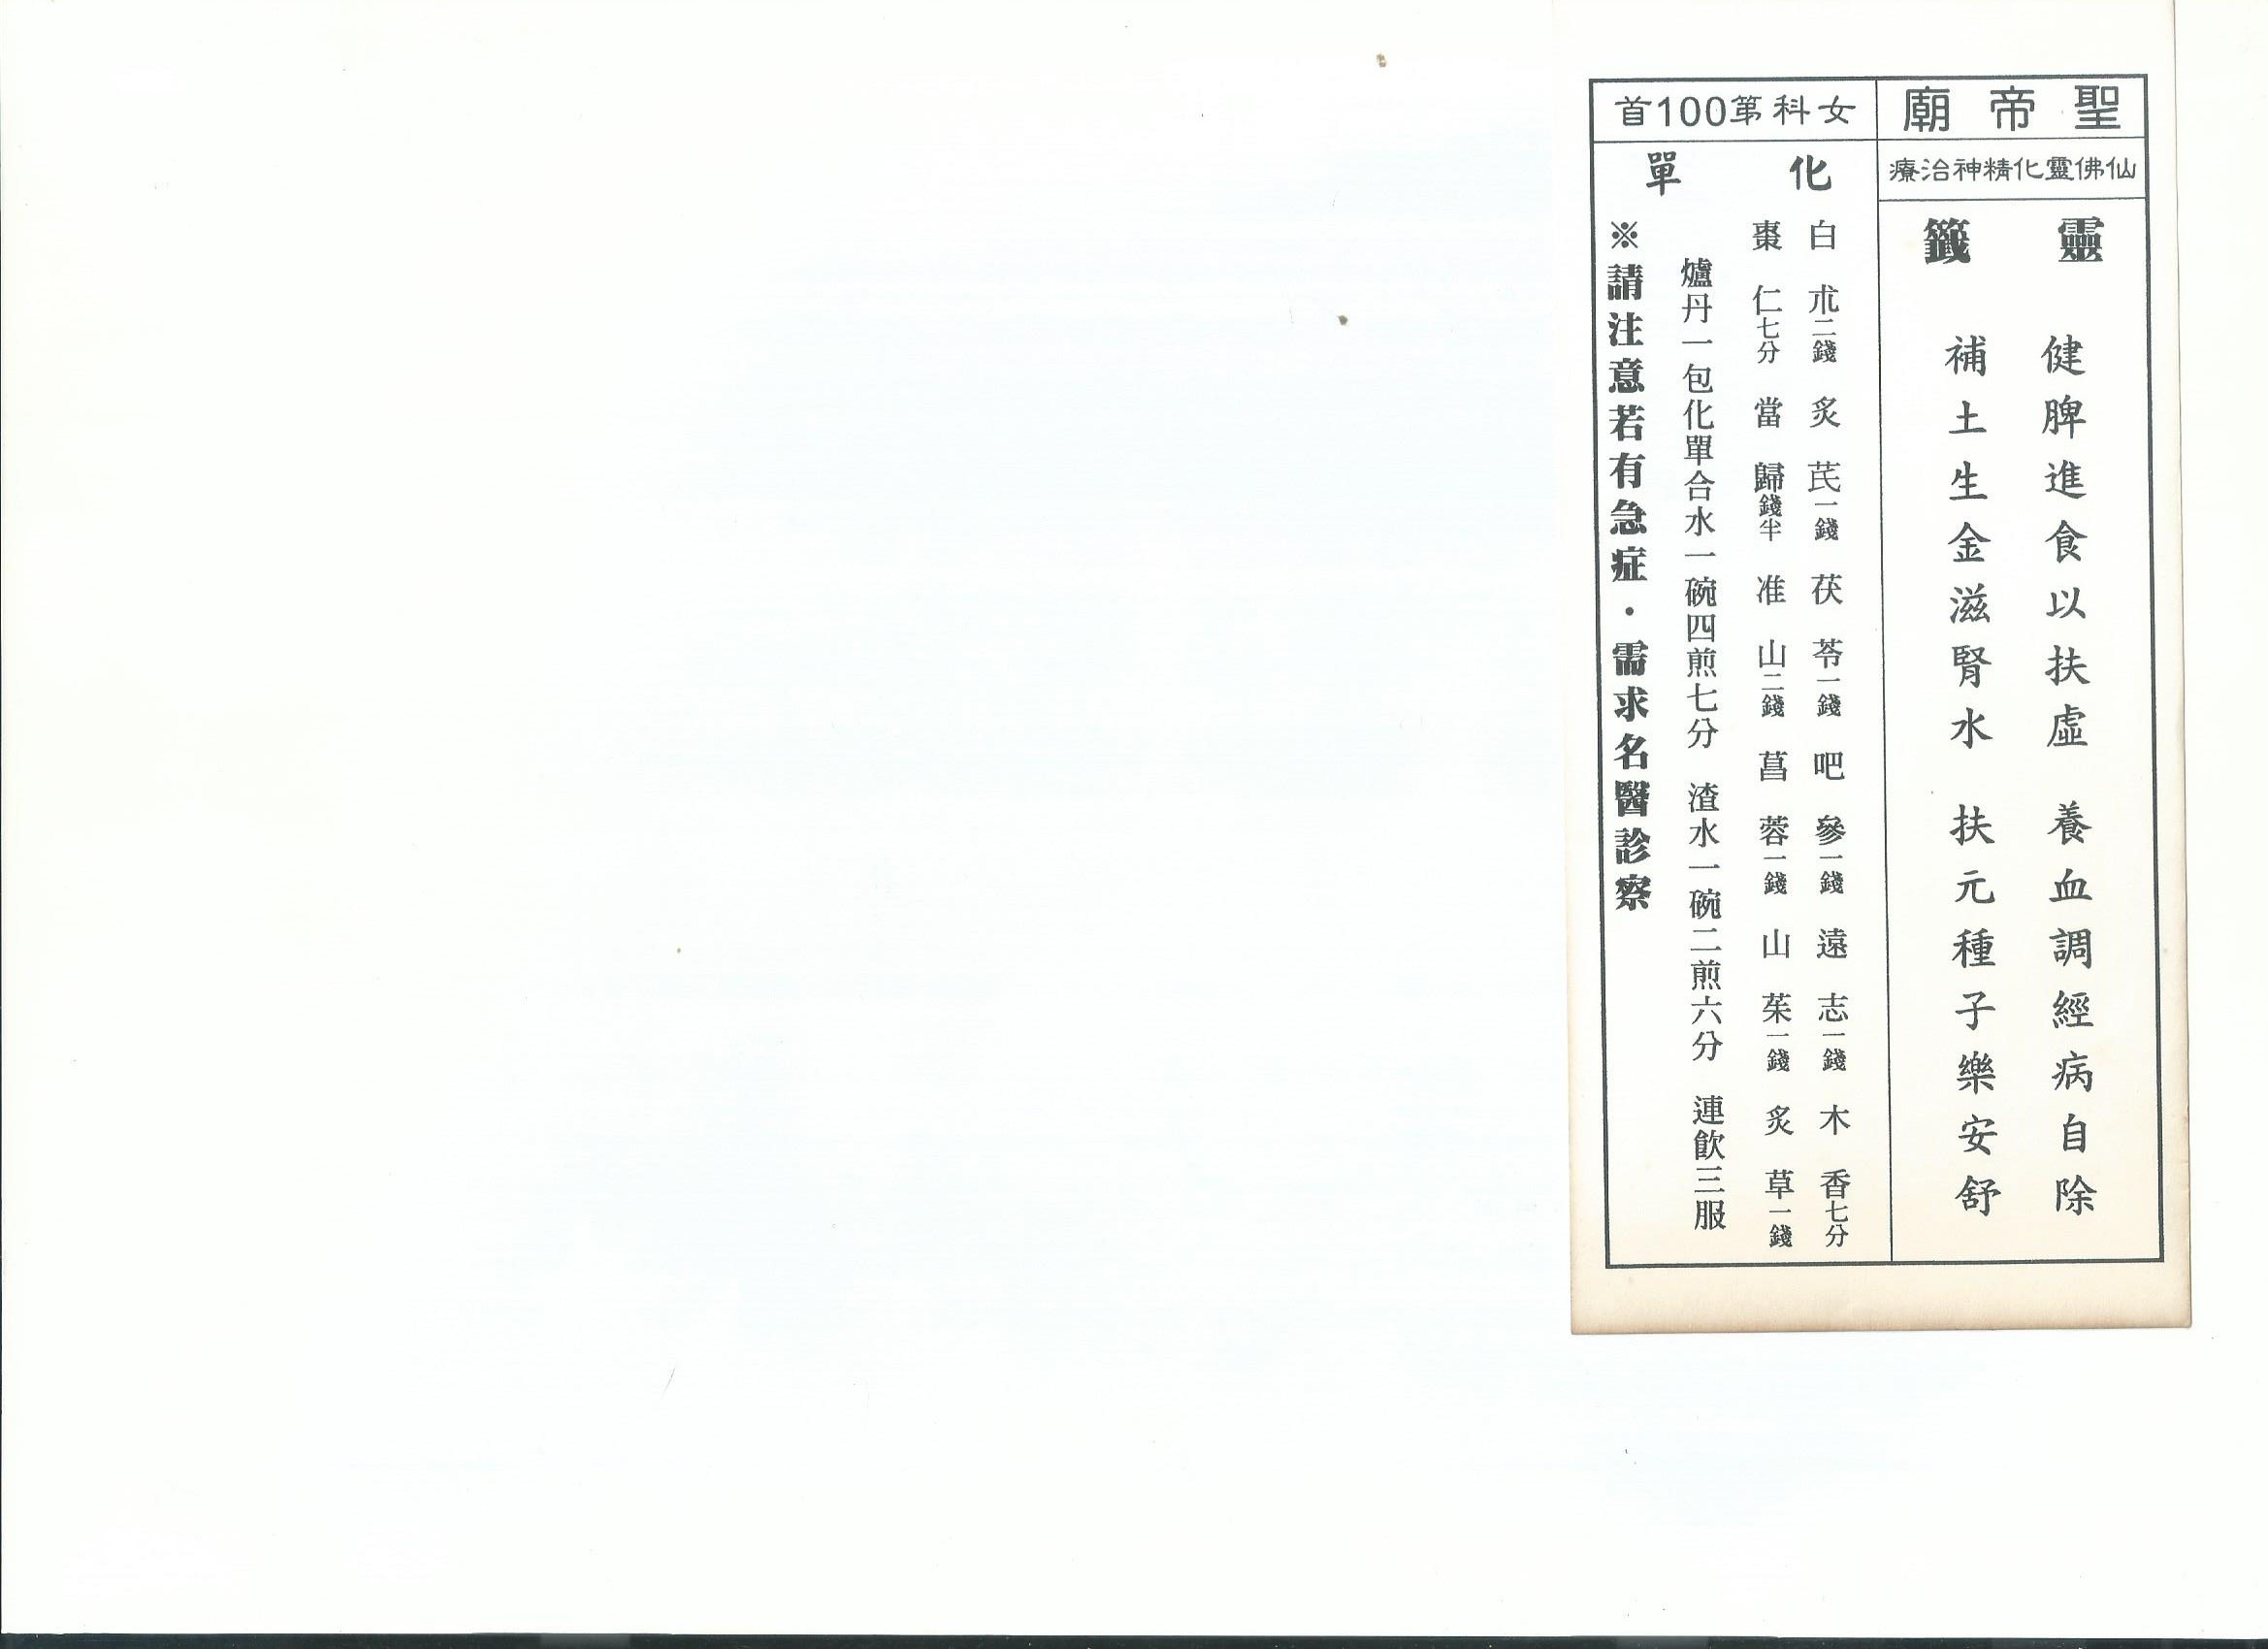 聖帝廟
仙佛靈化精神治療
靈籤
健脾進食以扶虛 養血調經病自除
補土生金滋腎水 扶元種子樂安舒
女科第100首
化單
白朮二錢 炙芪一錢 茯苓一錢 吧參一錢 遠志一錢 木香七分
棗仁七分 當歸錢半 准山二錢 菖蓉一錢 山茱一錢 炙草一錢
爐丹一包化單合水一碗四煎七分 渣水一碗二煎六分 連飲三服
※請注意若有急症・需求名醫診察